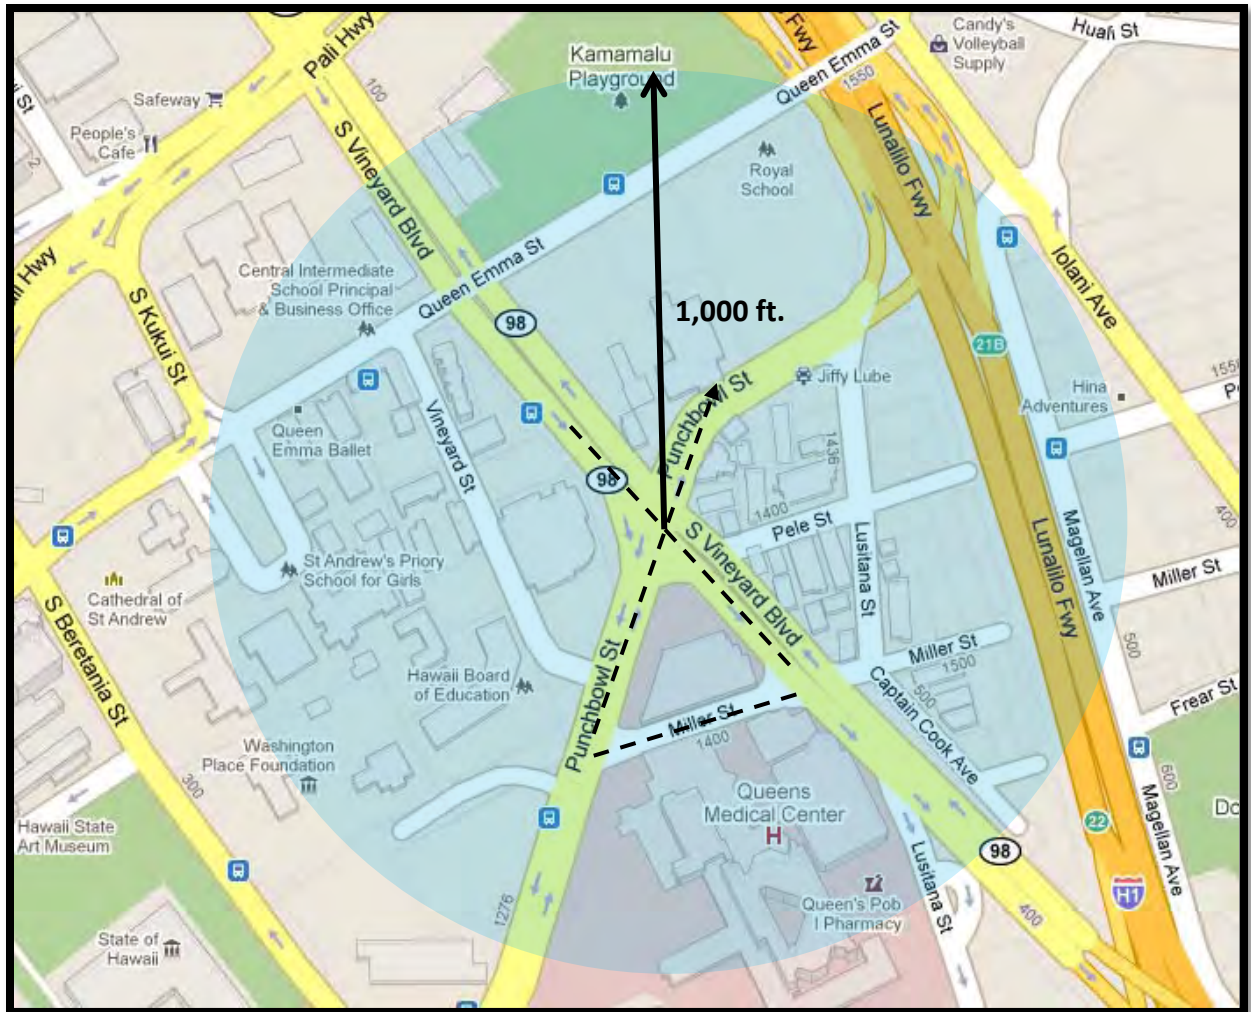 Pali Hwy
Fwy
Queen Emma St
1550
Candy's
Volleyball
Supply
Huali St
Kamamalu
Playground
Safeway
100
People's
Cafe
2
S Vineyard Blvd
Royal
School
Lunalilo Fwy
Iolani Ave
Central Intermediate
School Principal
& Business Office
Queen Emma St
S Kukui St
98
1,000 ft.
21B
Punchbowl St
Jiffy Lube
Hina
Adventures
Queen
Emma Ballet
Vineyard St
1436
98
1400
Pele St
400
S Vineyard Blvd
Lusitana St
Lunalilo Fwy
Magellan Ave
Miller St
St Andrew's Priory
School for Girls
Cathedral of
St Andrew
S Beretania St
Punchbowl St
Hawaii Board
of Education
Miller St
1500
500
500
Captain Cook Ave
Frear St
Miller St
1400
Washington
Place Foundation
300
Queens
Medical Center
H
600
Magellan Ave
Hawaii State
Art Museum
22
98
Lusitana St
H1
Queen's Pob
I Pharmacy
1276
400
State of
Hawaii